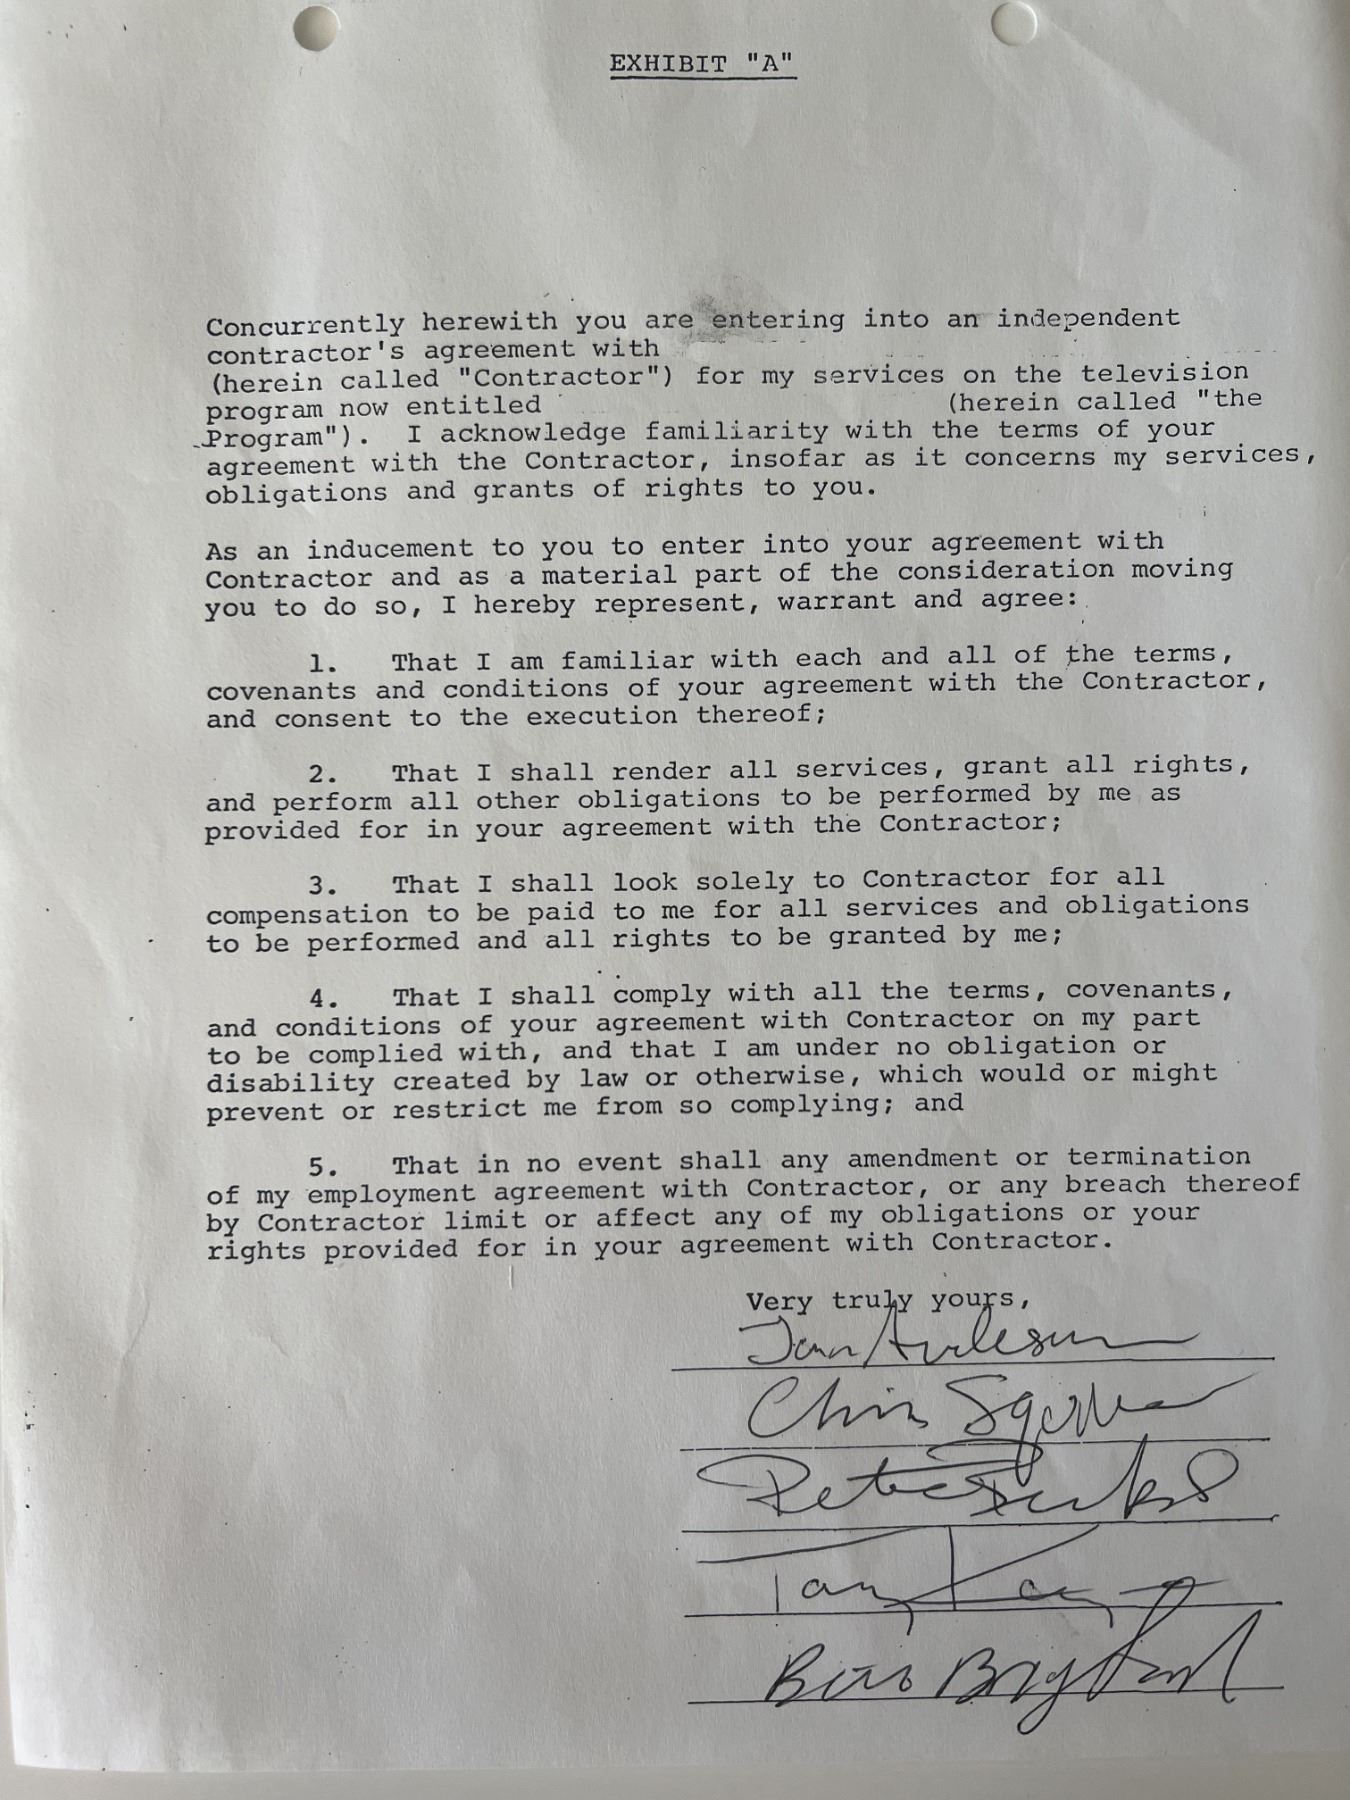 EXHIBIT "A"
Concurrently herewith you are entering into an independent
contractor's agreement with
(herein called "Contractor") for my services on the television
program now entitled (herein called "the
Program"). I acknowledge familiarity with the terms of your
agreement with the Contractor, insofar as it concerns my services,
obligations and grants of rights to you.
As an inducement to you to enter into your agreement with
Contractor and as a material part of the consideration moving
you to do so, I hereby represent, warrant and agree:
1. That I am familiar with each and all of the terms,
covenants and conditions of your agreement with the Contractor,
and consent to the execution thereof;
2. That I shall render all services, grant all rights,
and perform all other obligations to be performed by me as
provided for in your agreement with the Contractor;
3. That I shall look solely to Contractor for all
compensation to be paid to me for all services and obligations
to be performed and all rights to be granted by me;
4. That I shall comply with all the terms, covenants,
and conditions of your agreement with Contractor on my part
to be complied with, and that I am under no obligation or
disability created by law or otherwise, which would or might
prevent or restrict me from so complying; and
5. That in no event shall any amendment or termination
of my employment agreement with Contractor, or any breach thereof
by Contractor limit or affect any of my obligations or your
rights provided for in your agreement with Contractor.
Very truly yours,
Chris